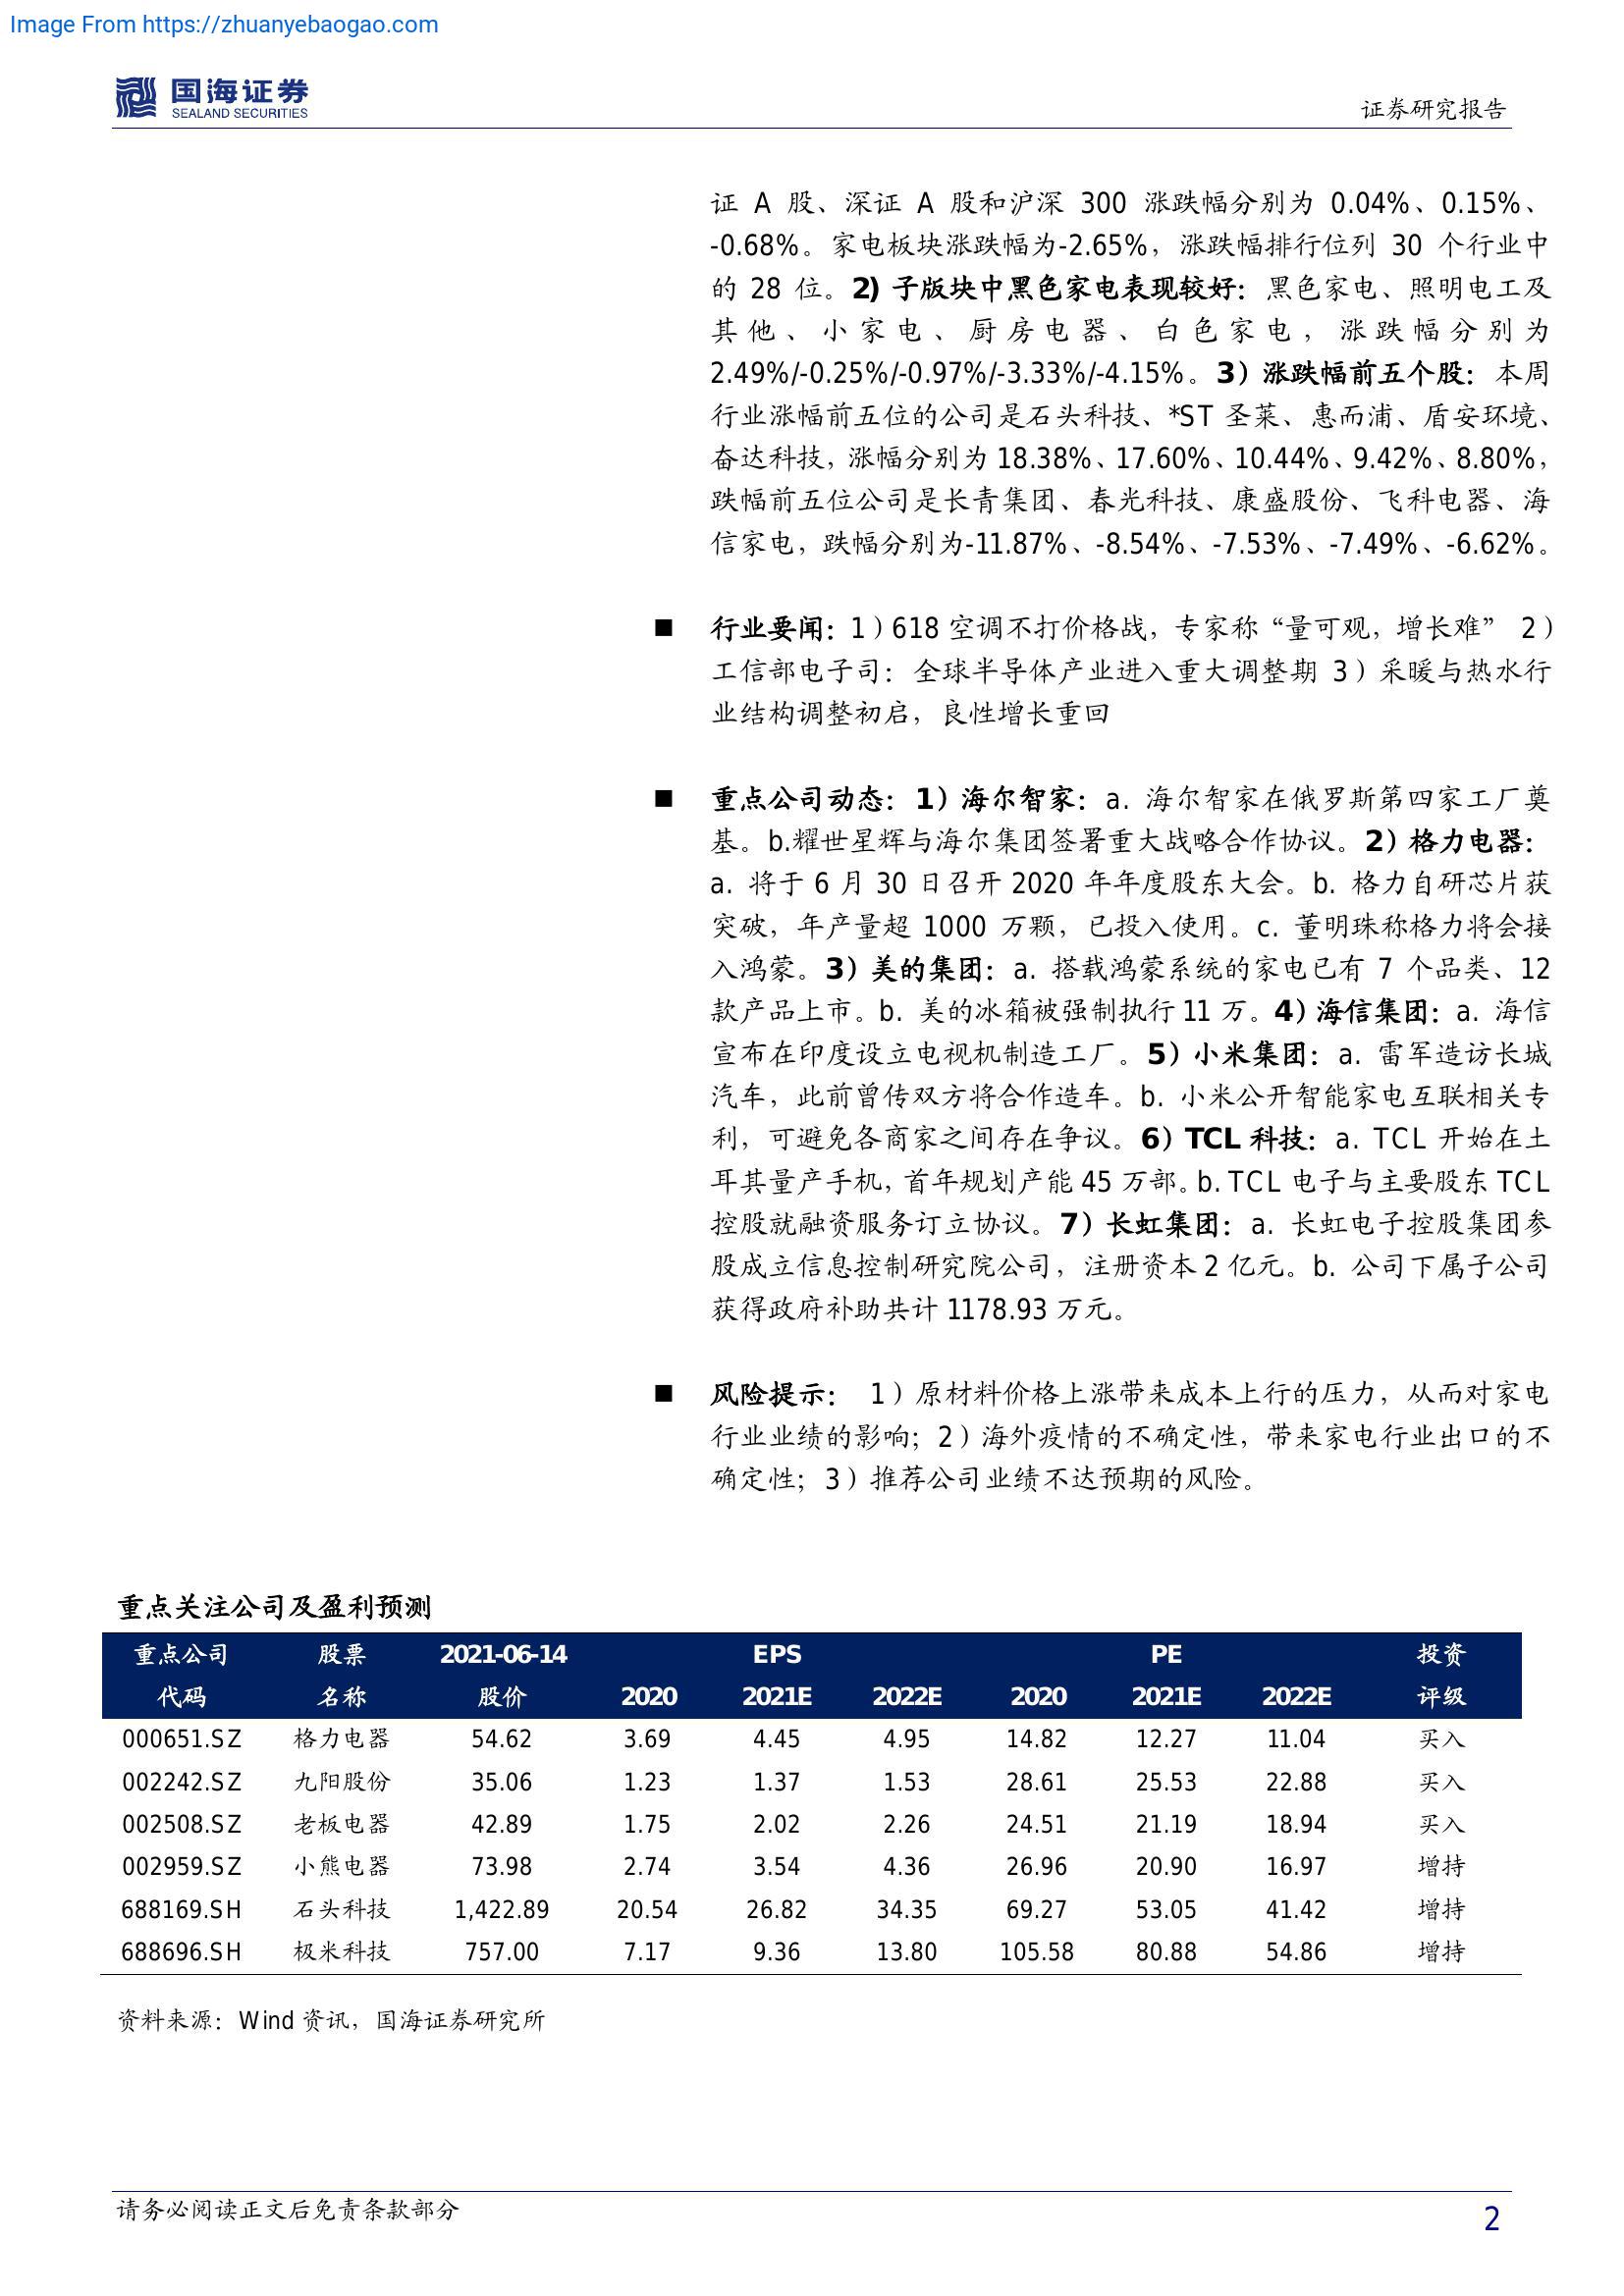 Image From https://zhuanyebaogao.com
国海证券
SEALAND SECURITIES
证券研究报告
证 A 股、深证 A 股和沪深 300 涨跌幅分别为 0.04%、0.15%、
-0.68%。家电板块涨跌幅为-2.65%，涨跌幅排行位列 30 个行业中
的 28 位。2) 子版块中黑色家电表现较好：黑色家电、照明电工及
其他、小家电、厨房电器、白色家电，涨跌幅分别为
2.49%/-0.25%/-0.97%/-3.33%/-4.15%。3）涨跌幅前五个股：本周
行业涨幅前五位的公司是石头科技、*ST 圣莱、惠而浦、盾安环境、
奋达科技，涨幅分别为 18.38%、17.60%、10.44%、9.42%、8.80%，
跌幅前五位公司是长青集团、春光科技、康盛股份、飞科电器、海
信家电，跌幅分别为-11.87%、-8.54%、-7.53%、-7.49%、-6.62%。
■ 行业要闻：1）618 空调不打价格战，专家称“量可观，增长难” 2）
工信部电子司：全球半导体产业进入重大调整期 3）采暖与热水行
业结构调整初启，良性增长重回
■ 重点公司动态：1）海尔智家：a. 海尔智家在俄罗斯第四家工厂奠
基。b.耀世星辉与海尔集团签署重大战略合作协议。2）格力电器：
a. 将于 6 月 30 日召开 2020 年年度股东大会。b. 格力自研芯片获
突破，年产量超 1000 万颗，已投入使用。c. 董明珠称格力将会接
入鸿蒙。3）美的集团：a. 搭载鸿蒙系统的家电已有 7 个品类、12
款产品上市。b. 美的冰箱被强制执行 11 万。4）海信集团：a. 海信
宣布在印度设立电视机制造工厂。5）小米集团：a. 雷军造访长城
汽车，此前曾传双方将合作造车。b. 小米公开智能家电互联相关专
利，可避免各商家之间存在争议。6）TCL 科技：a. TCL 开始在土
耳其量产手机，首年规划产能 45 万部。b. TCL 电子与主要股东 TCL
控股就融资服务订立协议。7）长虹集团：a. 长虹电子控股集团参
股成立信息控制研究院公司，注册资本 2 亿元。b. 公司下属子公司
获得政府补助共计 1178.93 万元。
■ 风险提示： 1）原材料价格上涨带来成本上行的压力，从而对家电
行业业绩的影响；2）海外疫情的不确定性，带来家电行业出口的不
确定性；3）推荐公司业绩不达预期的风险。
重点关注公司及盈利预测
重点公司 股票 2021-06-14 EPS PE 投资
代码 名称 股价 2020 2021E 2022E 2020 2021E 2022E 评级
000651.SZ 格力电器 54.62 3.69 4.45 4.95 14.82 12.27 11.04 买入
002242.SZ 九阳股份 35.06 1.23 1.37 1.53 28.61 25.53 22.88 买入
002508.SZ 老板电器 42.89 1.75 2.02 2.26 24.51 21.19 18.94 买入
002959.SZ 小熊电器 73.98 2.74 3.54 4.36 26.96 20.90 16.97 增持
688169.SH 石头科技 1,422.89 20.54 26.82 34.35 69.27 53.05 41.42 增持
688696.SH 极米科技 757.00 7.17 9.36 13.80 105.58 80.88 54.86 增持
资料来源：Wind 资讯，国海证券研究所
请务必阅读正文后免责条款部分
2